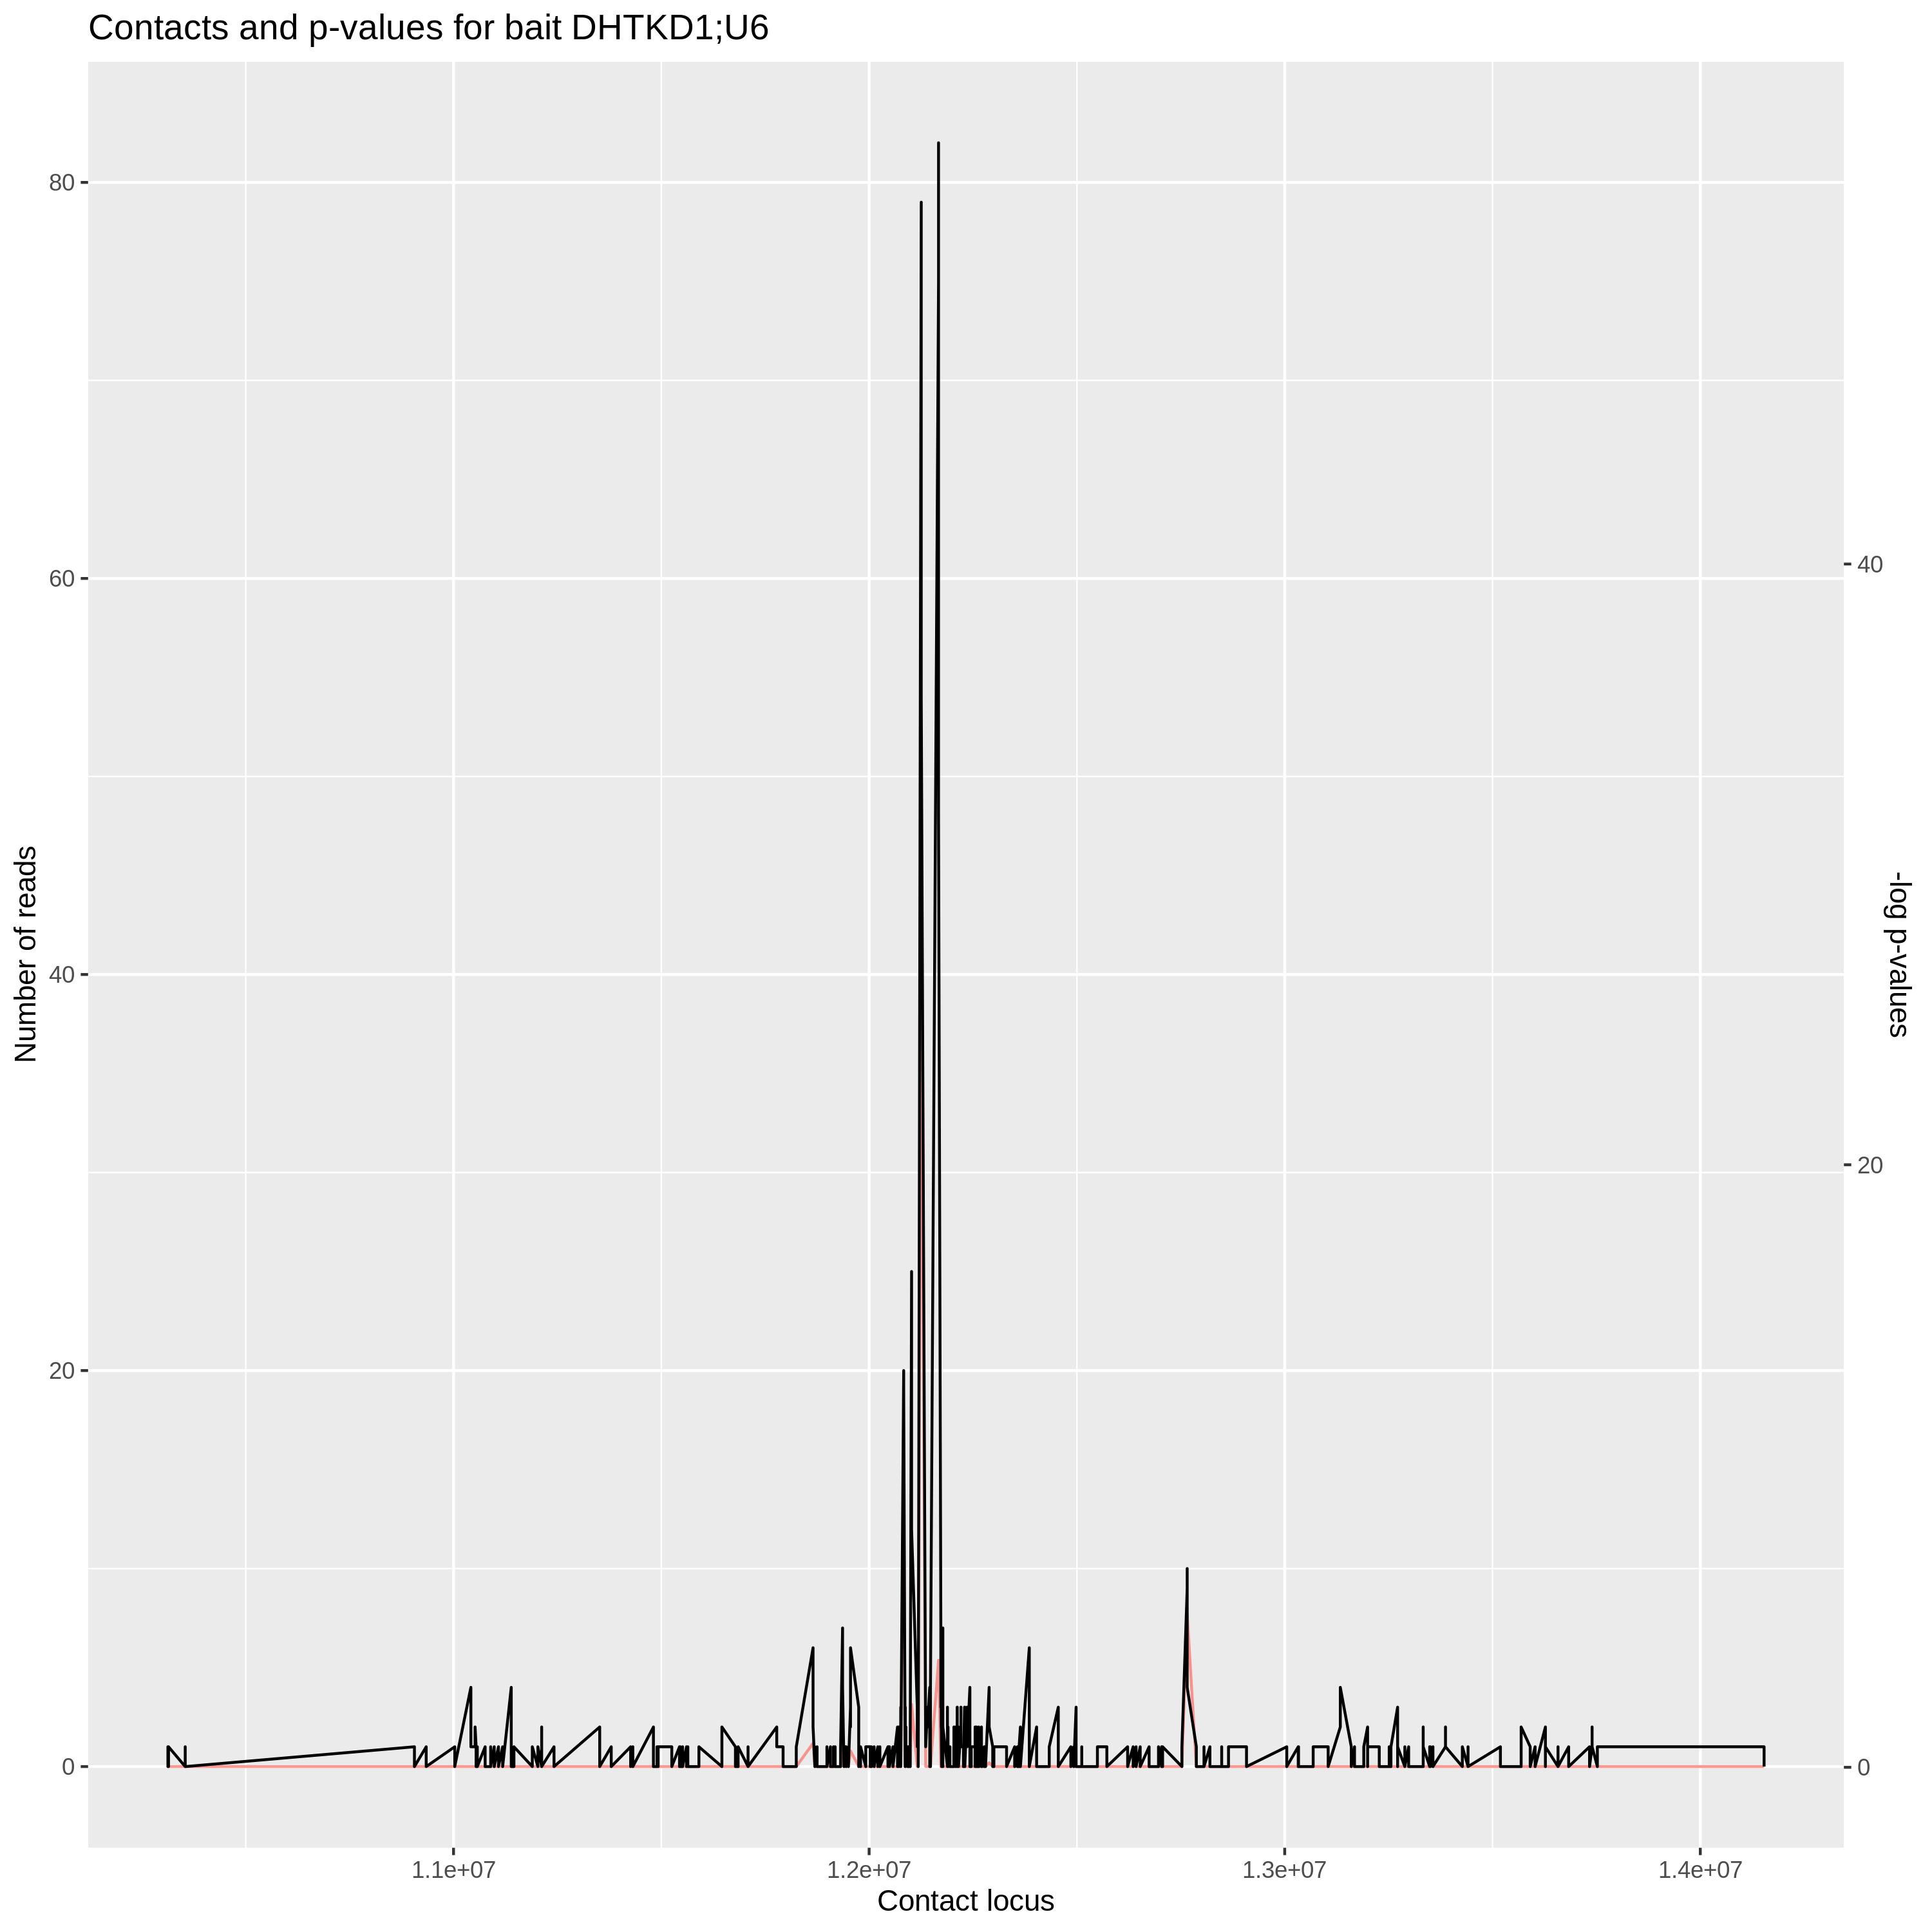 Contacts and p-values for bait DHTKD1;U6
80
60
40
20
0
Number of reads
40
20
0
-log p-values
1.1e+07
1.2e+07
1.3e+07
1.4e+07
Contact locus